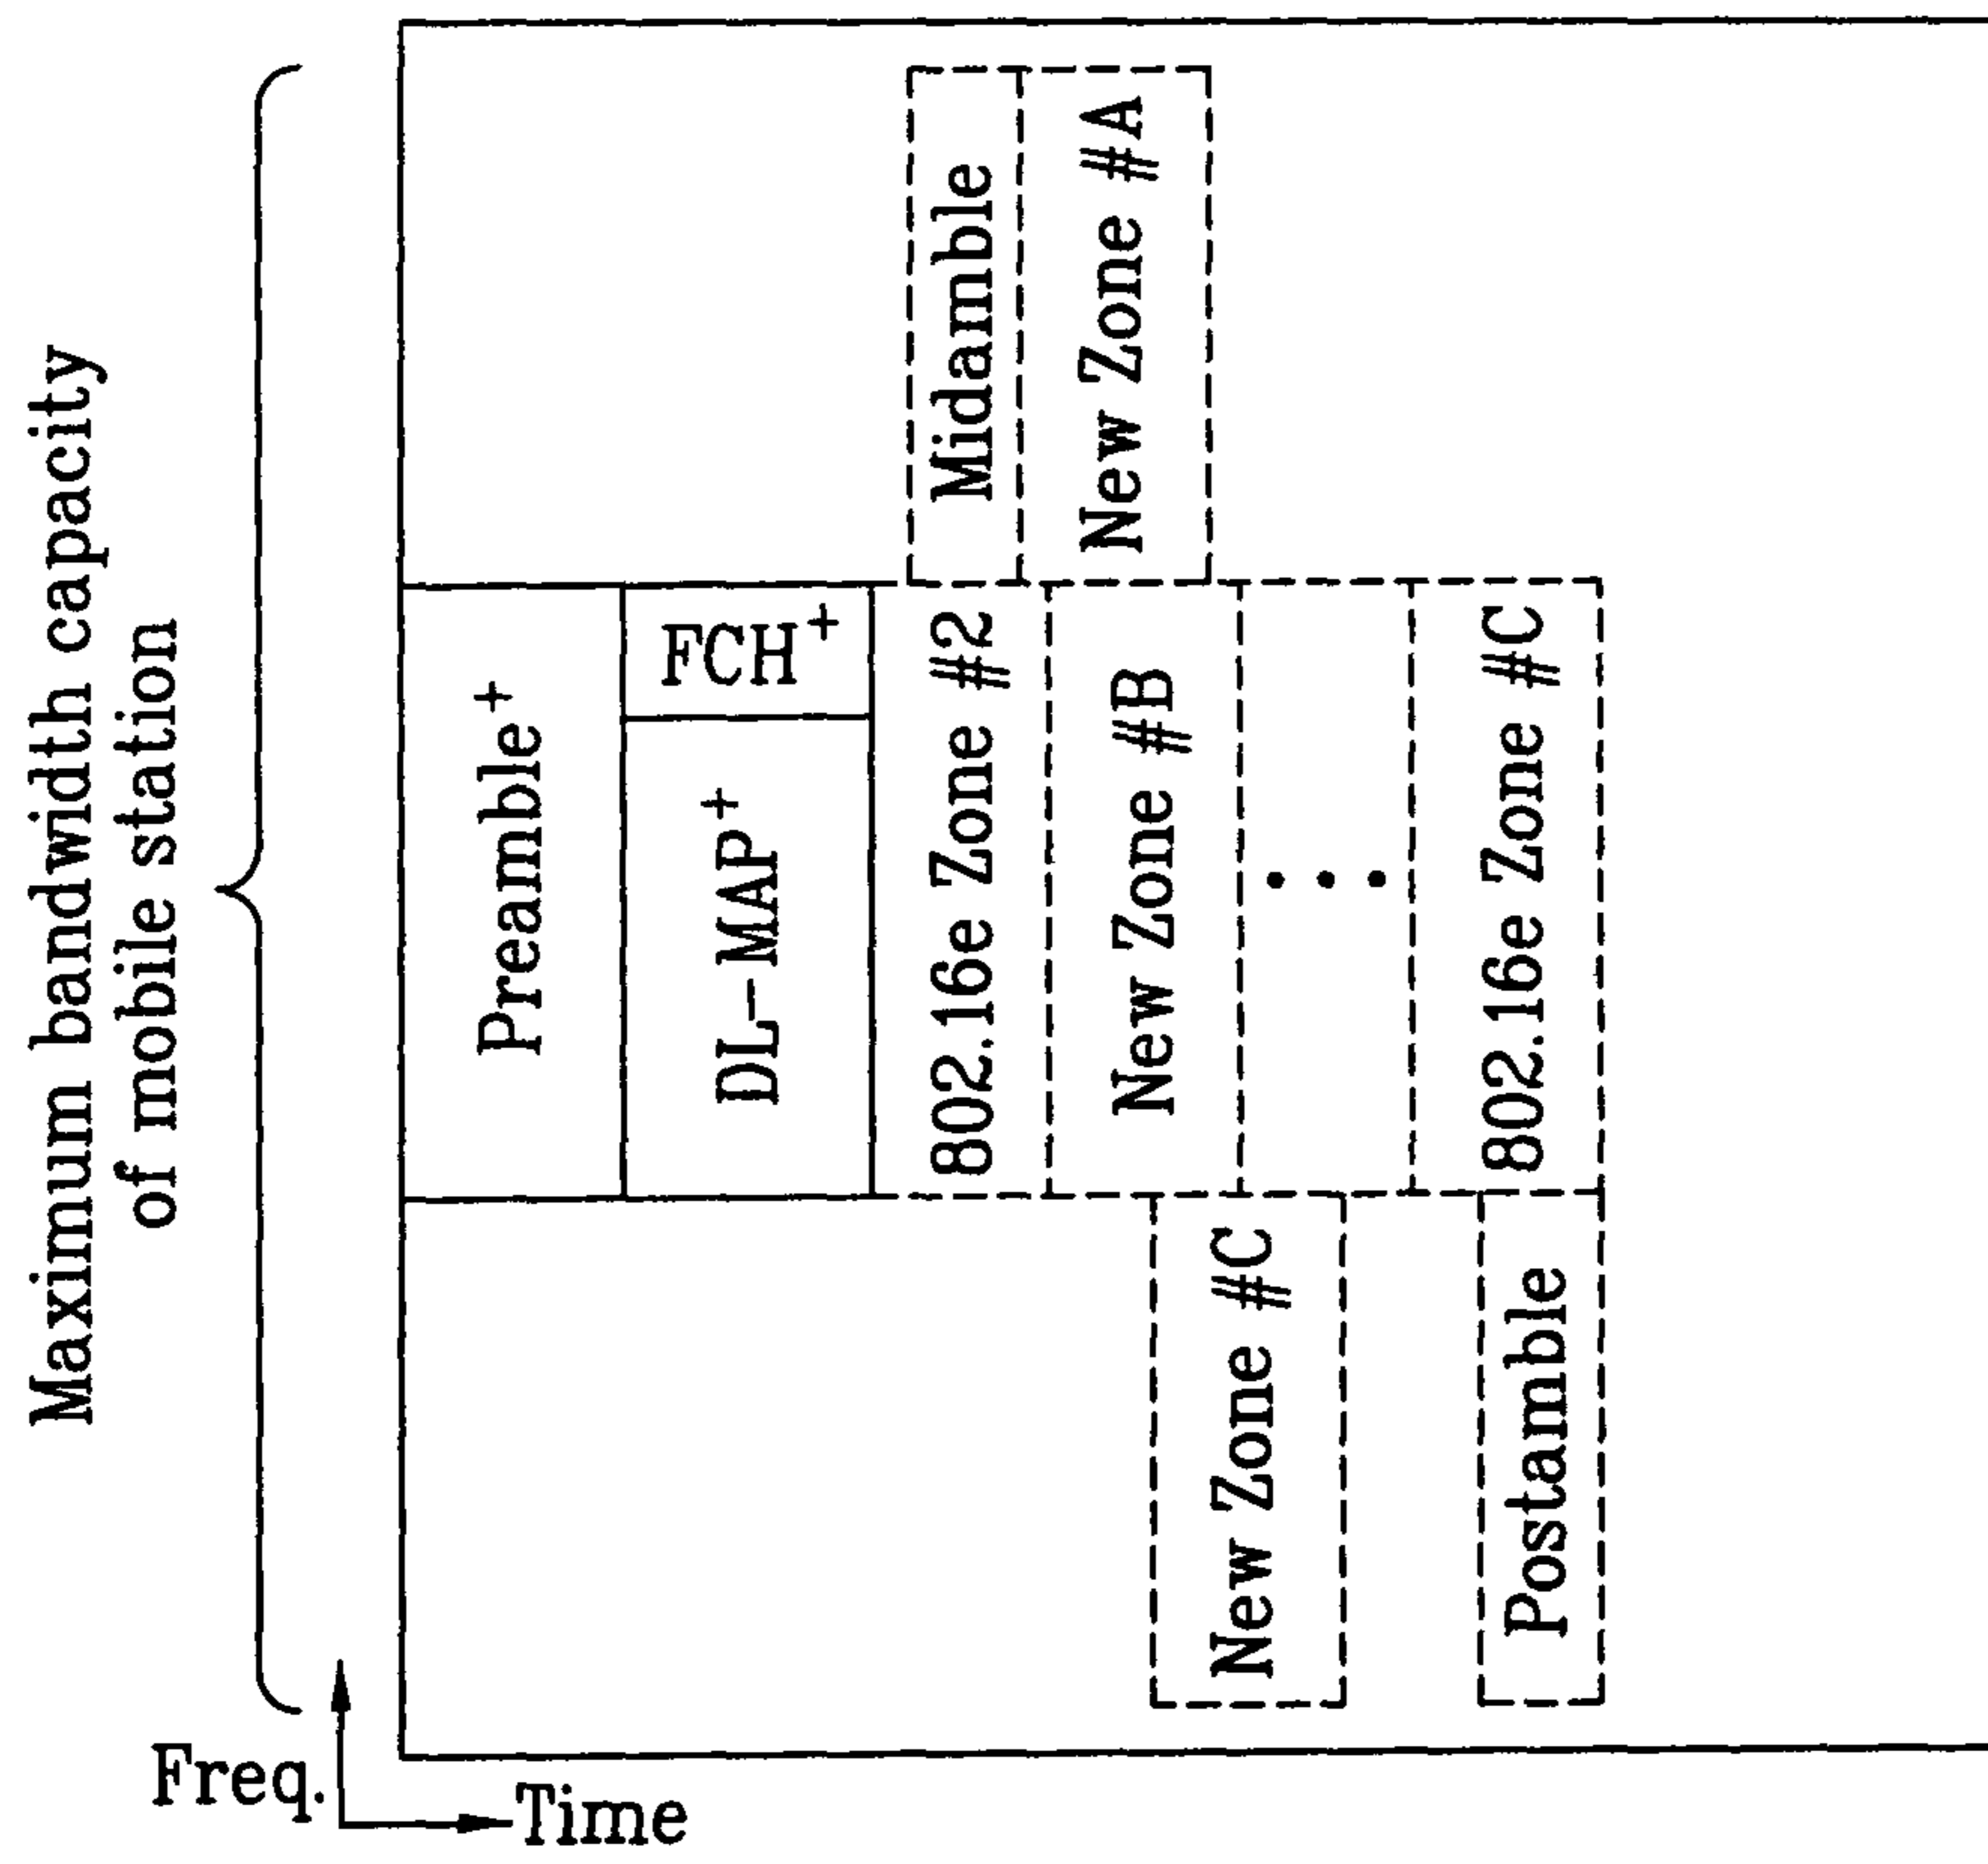 Maximum bandwidth capacity
of mobile station
Preamble+
FCH+
DL-MAP+
Midamble
New Zone #A
802.16e Zone #2
New Zone #B
• • •
802.16e Zone #C
New Zone #C
Postamble
Freq.
Time